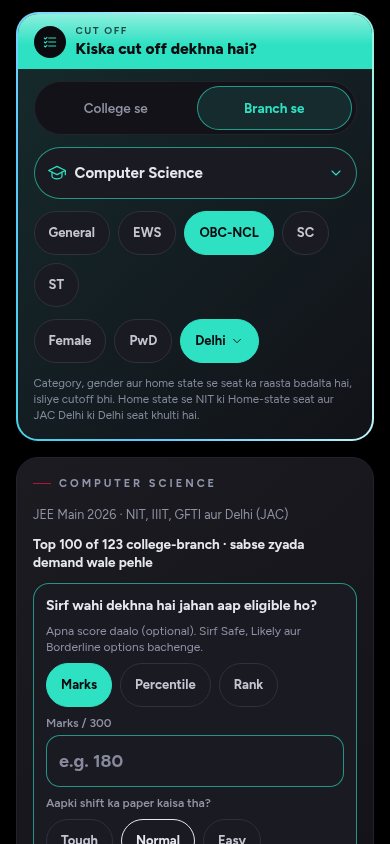 CUT OFF
Kiska cut off dekhna hai?
College se
Branch se
Computer Science
General
EWS
OBC-NCL
SC
ST
Female
PwD
Delhi
Category, gender aur home state se seat ka raasta badalta hai,
isliye cutoff bhi. Home state se NIT ki Home-state seat aur
JAC Delhi ki Delhi seat khulti hai.
COMPUTER SCIENCE
JEE Main 2026 · NIT, IIIT, GFTI aur Delhi (JAC)
Top 100 of 123 college-branch · sabse zyada
demand wale pehle
Sirf wahi dekhna hai jahan aap eligible ho?
Apna score daalo (optional). Sirf Safe, Likely aur
Borderline options bachenge.
Marks
Percentile
Rank
Marks / 300
e.g. 180
Aapki shift ka paper kaisa tha?
Tough
Normal
Easy